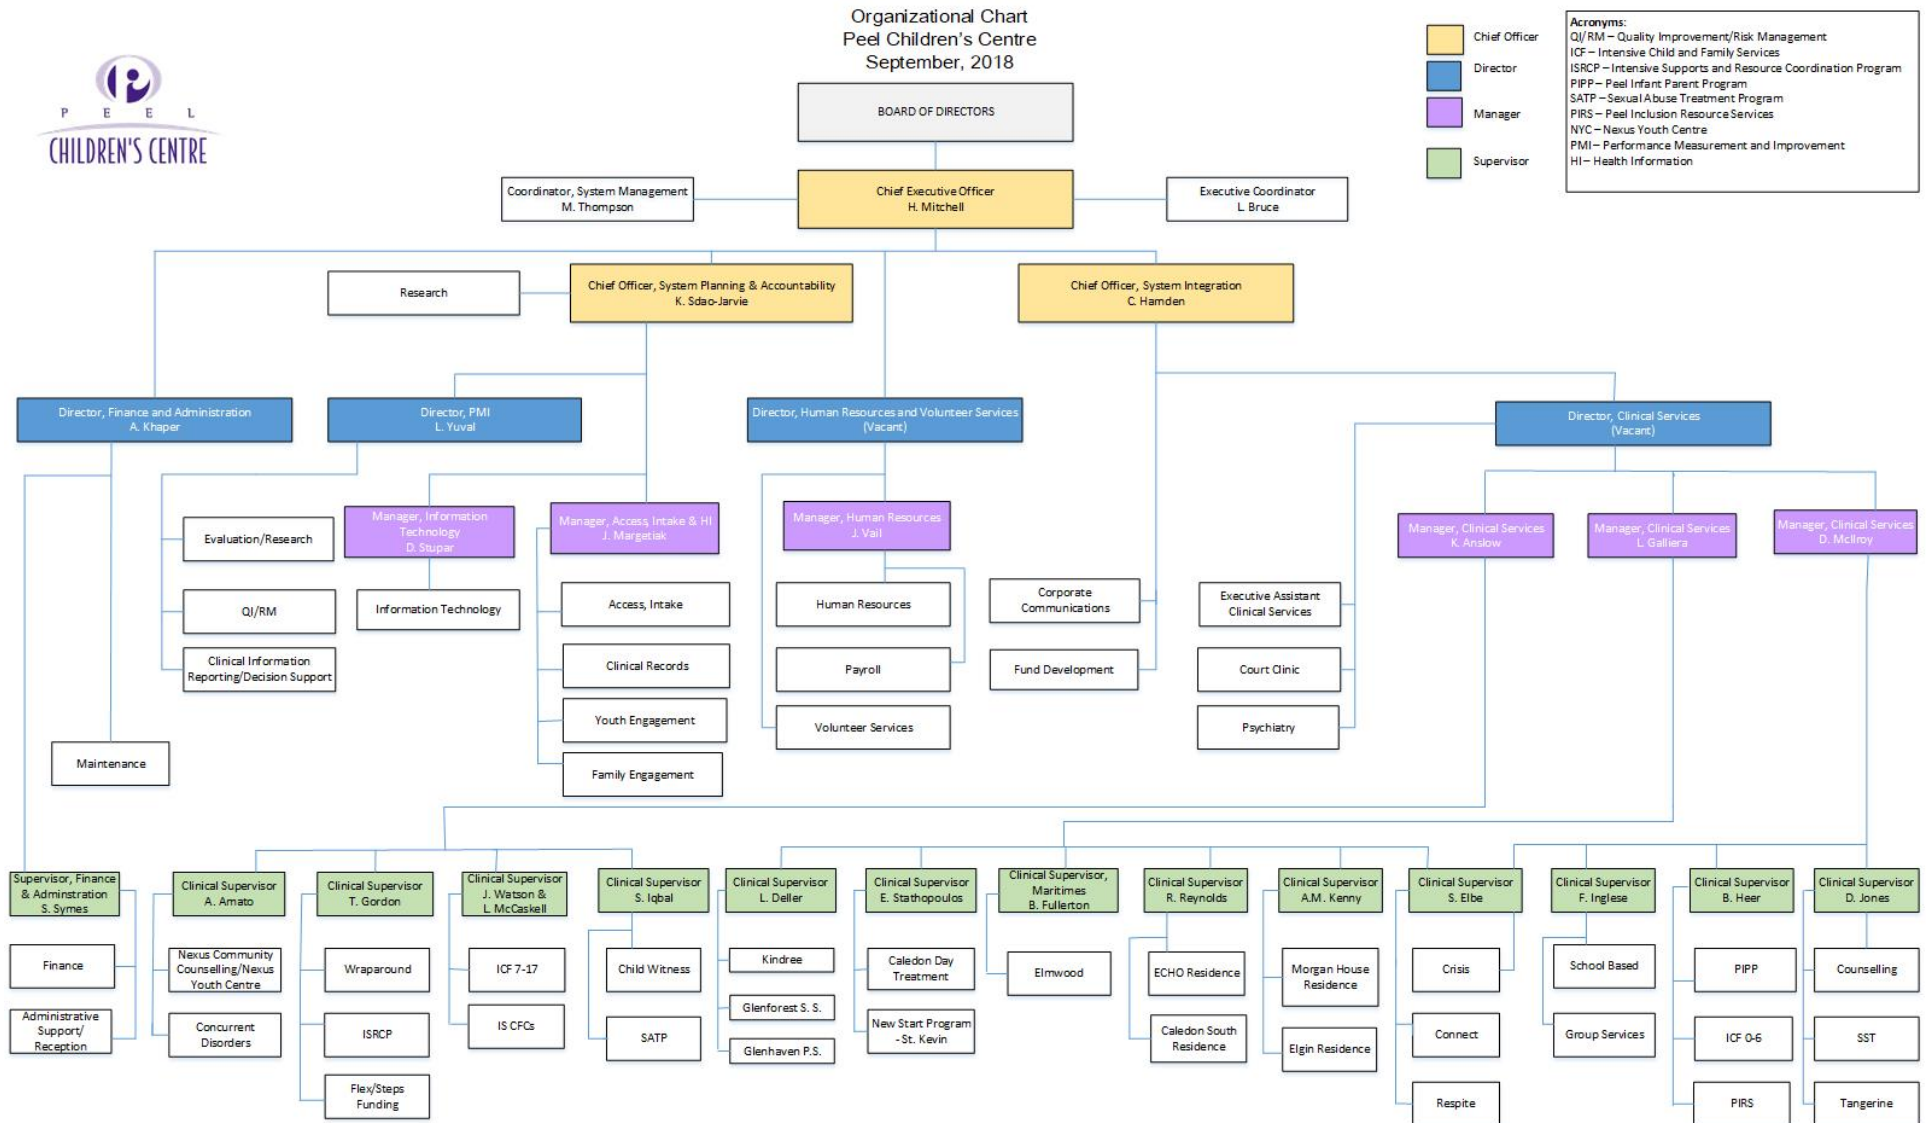 Organizational Chart
Peel Children's Centre
September, 2018
P E E L
CHILDREN'S CENTRE
Chief Officer
Director
Manager
Supervisor
Acronyms:
QI/RM – Quality Improvement/Risk Management
ICF – Intensive Child and Family Services
ISRCP – Intensive Supports and Resource Coordination Program
PIPP – Peel Infant Parent Program
SATP – Sexual Abuse Treatment Program
PIRS – Peel Inclusion Resource Services
NYC – Nexus Youth Centre
PMI – Performance Measurement and Improvement
HI – Health Information
BOARD OF DIRECTORS
Coordinator, System Management
M. Thompson
Chief Executive Officer
H. Mitchell
Executive Coordinator
L. Bruce
Research
Chief Officer, System Planning & Accountability
K. Sdao-Jarvie
Chief Officer, System Integration
C. Hamden
Director, Finance and Administration
A. Khaper
Director, PMI
L. Yuval
Director, Human Resources and Volunteer Services
(Vacant)
Director, Clinical Services
(Vacant)
Manager, Information
Technology
D. Stupar
Manager, Access, Intake & HI
J. Margetiak
Manager, Human Resources
J. Vail
Manager, Clinical Services
K. Anslow
Manager, Clinical Services
L. Galliera
Manager, Clinical Services
D. McIlroy
Evaluation/Research
QI/RM
Clinical Information
Reporting/Decision Support
Information Technology
Access, Intake
Clinical Records
Youth Engagement
Family Engagement
Human Resources
Payroll
Volunteer Services
Corporate
Communications
Fund Development
Executive Assistant
Clinical Services
Court Clinic
Psychiatry
Maintenance
Supervisor, Finance
& Adminstration
S. Symes
Clinical Supervisor
A. Amato
Clinical Supervisor
T. Gordon
Clinical Supervisor
J. Watson &
L. McCaskell
Clinical Supervisor
S. Iqbal
Clinical Supervisor
L. Deller
Clinical Supervisor
E. Stathopoulos
Clinical Supervisor,
Maritimes
B. Fullerton
Clinical Supervisor
R. Reynolds
Clinical Supervisor
A.M. Kenny
Clinical Supervisor
S. Elbe
Clinical Supervisor
F. Inglese
Clinical Supervisor
B. Heer
Clinical Supervisor
D. Jones
Finance
Administrative
Support/
Reception
Nexus Community
Counselling/Nexus
Youth Centre
Concurrent
Disorders
Wraparound
ISRCP
Flex/Steps
Funding
ICF 7-17
IS CFCs
Child Witness
SATP
Kindree
Glenforest S. S.
Glenhaven P.S.
Caledon Day
Treatment
New Start Program
- St. Kevin
Elmwood
ECHO Residence
Caledon South
Residence
Morgan House
Residence
Elgin Residence
Crisis
Connect
Respite
School Based
Group Services
PIPP
ICF 0-6
PIRS
Counselling
SST
Tangerine